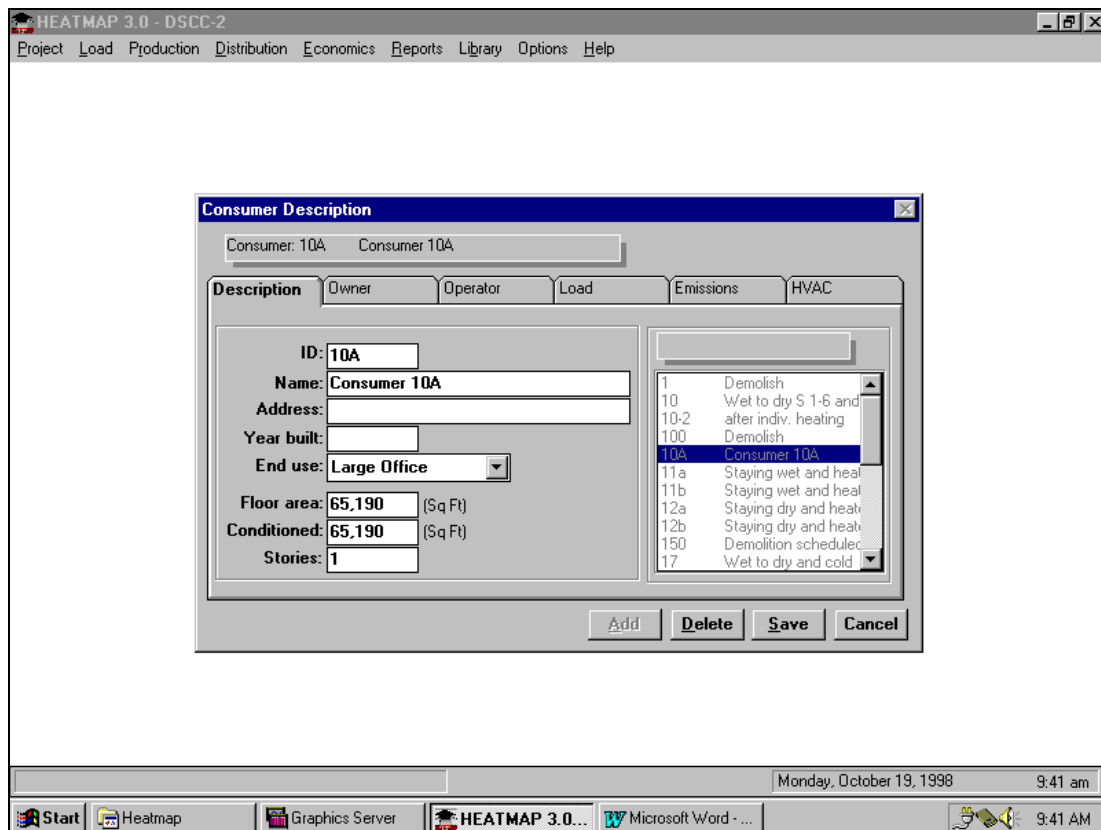 HEATMAP 3.0 - DSCC-2
Project Load Production Distribution Economics Reports Library Options Help
Consumer Description
Consumer: 10A Consumer 10A
Description Owner Operator Load Emissions HVAC
ID: 10A
Name: Consumer 10A
Address:
Year built:
End use: Large Office
Floor area: 65,190 (Sq Ft)
Conditioned: 65,190 (Sq Ft)
Stories: 1
1 Demolish
10 Wet to dry S 1-6 and
10-2 after indiv. heating
100 Demolish
10A Consumer 10A
11a Staying wet and hea
11b Staying wet and hea
12a Staying dry and heat
12b Staying dry and heat
150 Demolition scheduled
17 Wet to dry and cold
Add Delete Save Cancel
Monday, October 19, 1998 9:41 am
Start Heatmap Graphics Server HEATMAP 3.0... Microsoft Word - ... 9:41 AM